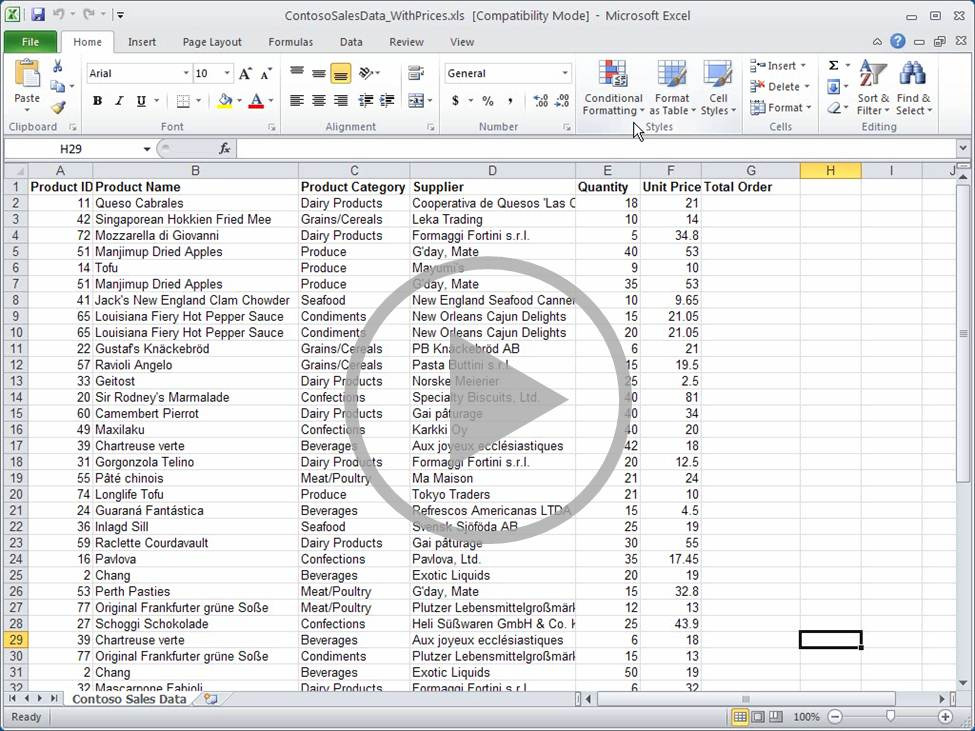 ContosoSalesData_WithPrices.xls [Compatibility Mode] - Microsoft Excel
File Home Insert Page Layout Formulas Data Review View
Arial 10 General Insert
Paste B I U A $ % , Conditional Formatting Format as Table Cell Styles Delete Format Sort & Filter Find & Select
Clipboard Font Alignment Number Styles Cells Editing
H29 fx
A B C D E F G H I J
1 Product ID Product Name Product Category Supplier Quantity Unit Price Total Order
2 11 Queso Cabrales Dairy Products Cooperativa de Quesos 'Las C 18 21
3 42 Singaporean Hokkien Fried Mee Grains/Cereals Leka Trading 10 14
4 72 Mozzarella di Giovanni Dairy Products Formaggi Fortini s.r.l. 5 34.8
5 51 Manjimup Dried Apples Produce G'day, Mate 40 53
6 14 Tofu Produce Mayumi's 9 10
7 51 Manjimup Dried Apples Produce G'day, Mate 35 53
8 41 Jack's New England Clam Chowder Seafood New England Seafood Canner 10 9.65
9 65 Louisiana Fiery Hot Pepper Sauce Condiments New Orleans Cajun Delights 15 21.05
10 65 Louisiana Fiery Hot Pepper Sauce Condiments New Orleans Cajun Delights 20 21.05
11 22 Gustaf's Knäckebröd Grains/Cereals PB Knäckebröd AB 6 21
12 57 Ravioli Angelo Grains/Cereals Pasta Buttini s.r.l. 15 19.5
13 33 Geitost Dairy Products Norske Meierier 25 2.5
14 20 Sir Rodney's Marmalade Confections Specialty Biscuits, Ltd. 40 81
15 60 Camembert Pierrot Dairy Products Gai pâturage 40 34
16 49 Maxilaku Confections Karkki Oy 40 20
17 39 Chartreuse verte Beverages Aux joyeux ecclésiastiques 42 18
18 31 Gorgonzola Telino Dairy Products Formaggi Fortini s.r.l. 20 12.5
19 55 Pâté chinois Meat/Poultry Ma Maison 21 24
20 74 Longlife Tofu Produce Tokyo Traders 21 10
21 24 Guaraná Fantástica Beverages Refrescos Americanas LTDA 15 4.5
22 36 Inlagd Sill Seafood Svensk Sjöföda AB 25 19
23 59 Raclette Courdavault Dairy Products Gai pâturage 30 55
24 16 Pavlova Confections Pavlova, Ltd. 35 17.45
25 2 Chang Beverages Exotic Liquids 20 19
26 53 Perth Pasties Meat/Poultry G'day, Mate 15 32.8
27 77 Original Frankfurter grüne Soße Meat/Poultry Plutzer Lebensmittelgroßmärk 12 13
28 27 Schoggi Schokolade Confections Heli Süßwaren GmbH & Co. K 25 43.9
29 39 Chartreuse verte Beverages Aux joyeux ecclésiastiques 6 18
30 77 Original Frankfurter grüne Soße Condiments Plutzer Lebensmittelgroßmärk 15 13
31 2 Chang Beverages Exotic Liquids 50 19
32 32 Mascarpone Fabioli Dairy Products Formaggi Fortini s.r.l. 6 32
Contoso Sales Data
Ready 100%